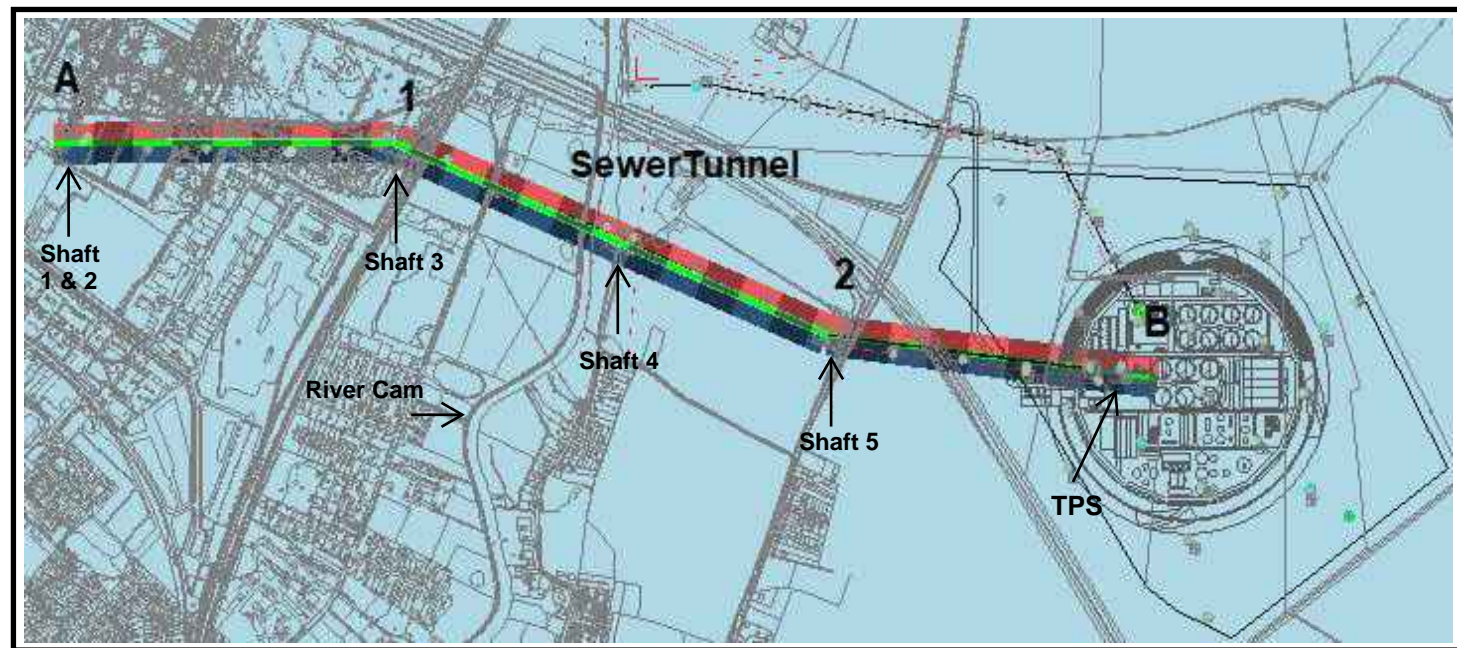 A
1
SewerTunnel
Shaft
1 & 2
Shaft 3
2
B
Shaft 4
River Cam
Shaft 5
TPS